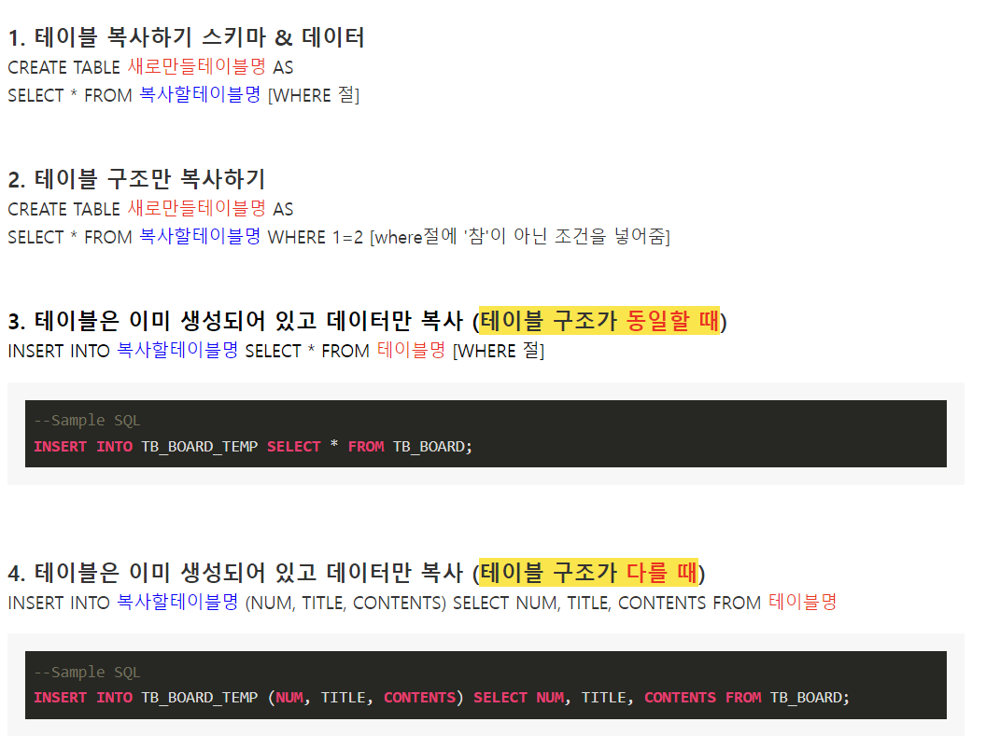 1. 테이블 복사하기 스키마 & 데이터
CREATE TABLE 새로만들테이블명 AS
SELECT * FROM 복사할테이블명 [WHERE 절]
2. 테이블 구조만 복사하기
CREATE TABLE 새로만들테이블명 AS
SELECT * FROM 복사할테이블명 WHERE 1=2 [where절에 '참'이 아닌 조건을 넣어줌]
3. 테이블은 이미 생성되어 있고 데이터만 복사 (테이블 구조가 동일할 때)
INSERT INTO 복사할테이블명 SELECT * FROM 테이블명 [WHERE 절]
--Sample SQL
INSERT INTO TB_BOARD_TEMP SELECT * FROM TB_BOARD;
4. 테이블은 이미 생성되어 있고 데이터만 복사 (테이블 구조가 다를 때)
INSERT INTO 복사할테이블명 (NUM, TITLE, CONTENTS) SELECT NUM, TITLE, CONTENTS FROM 테이블명
--Sample SQL
INSERT INTO TB_BOARD_TEMP (NUM, TITLE, CONTENTS) SELECT NUM, TITLE, CONTENTS FROM TB_BOARD;